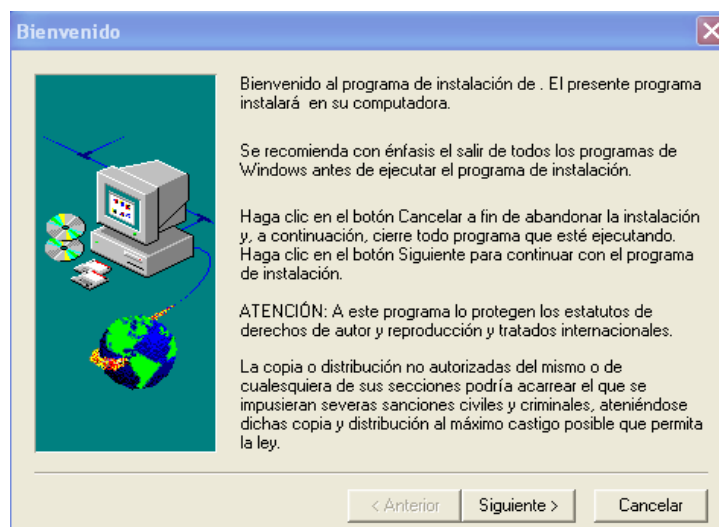 Bienvenido
Bienvenido al programa de instalación de . El presente programa
instalará  en su computadora.
Se recomienda con énfasis el salir de todos los programas de
Windows antes de ejecutar el programa de instalación.
Haga clic en el botón Cancelar a fin de abandonar la instalación
y, a continuación, cierre todo programa que esté ejecutando.
Haga clic en el botón Siguiente para continuar con el programa
de instalación.
ATENCIÓN: A este programa lo protegen los estatutos de
derechos de autor y reproducción y tratados internacionales.
La copia o distribución no autorizadas del mismo o de
cualesquiera de sus secciones podría acarrear el que se
impusieran severas sanciones civiles y criminales, ateniéndose
dichas copia y distribución al máximo castigo posible que permita
la ley.
< Anterior
Siguiente >
Cancelar